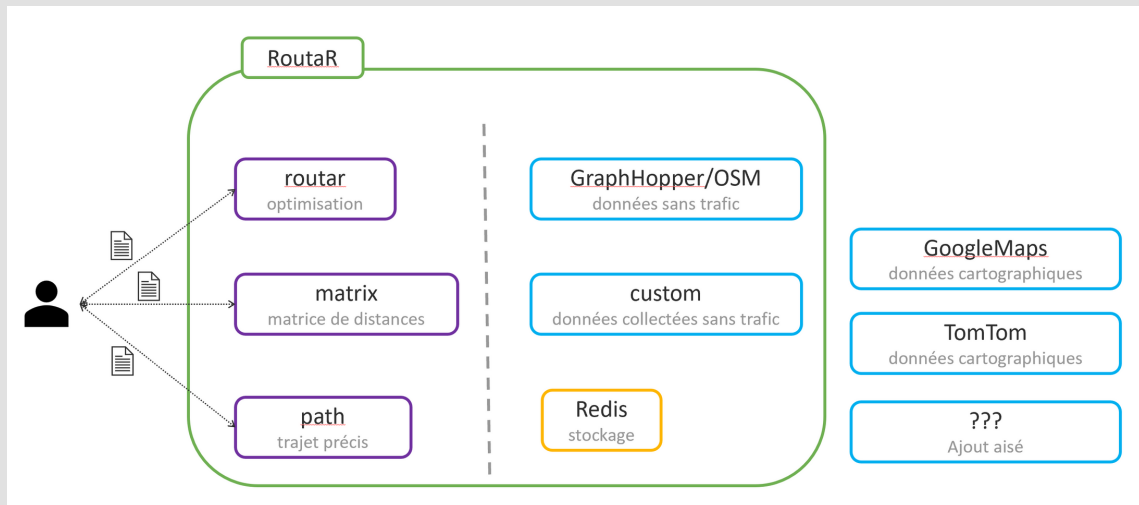 RoutaR
routar
optimisation
matrix
matrice de distances
path
trajet précis
GraphHopper/OSM
données sans trafic
custom
données collectées sans trafic
Redis
stockage
GoogleMaps
données cartographiques
TomTom
données cartographiques
???
Ajout aisé